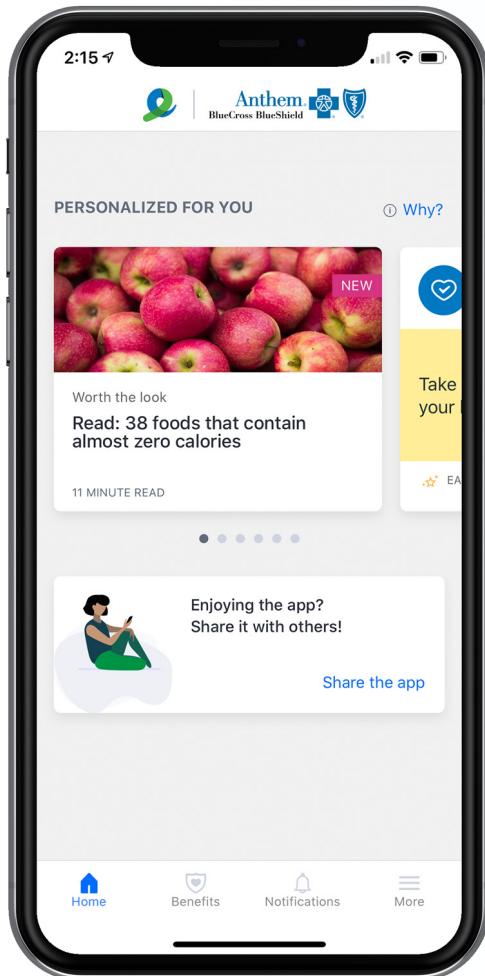 2:15
Anthem
BlueCross BlueShield
PERSONALIZED FOR YOU
Why?
NEW
Worth the look
Read: 38 foods that contain
almost zero calories
11 MINUTE READ
Take
your
EA
Enjoying the app?
Share it with others!
Share the app
Home
Benefits
Notifications
More